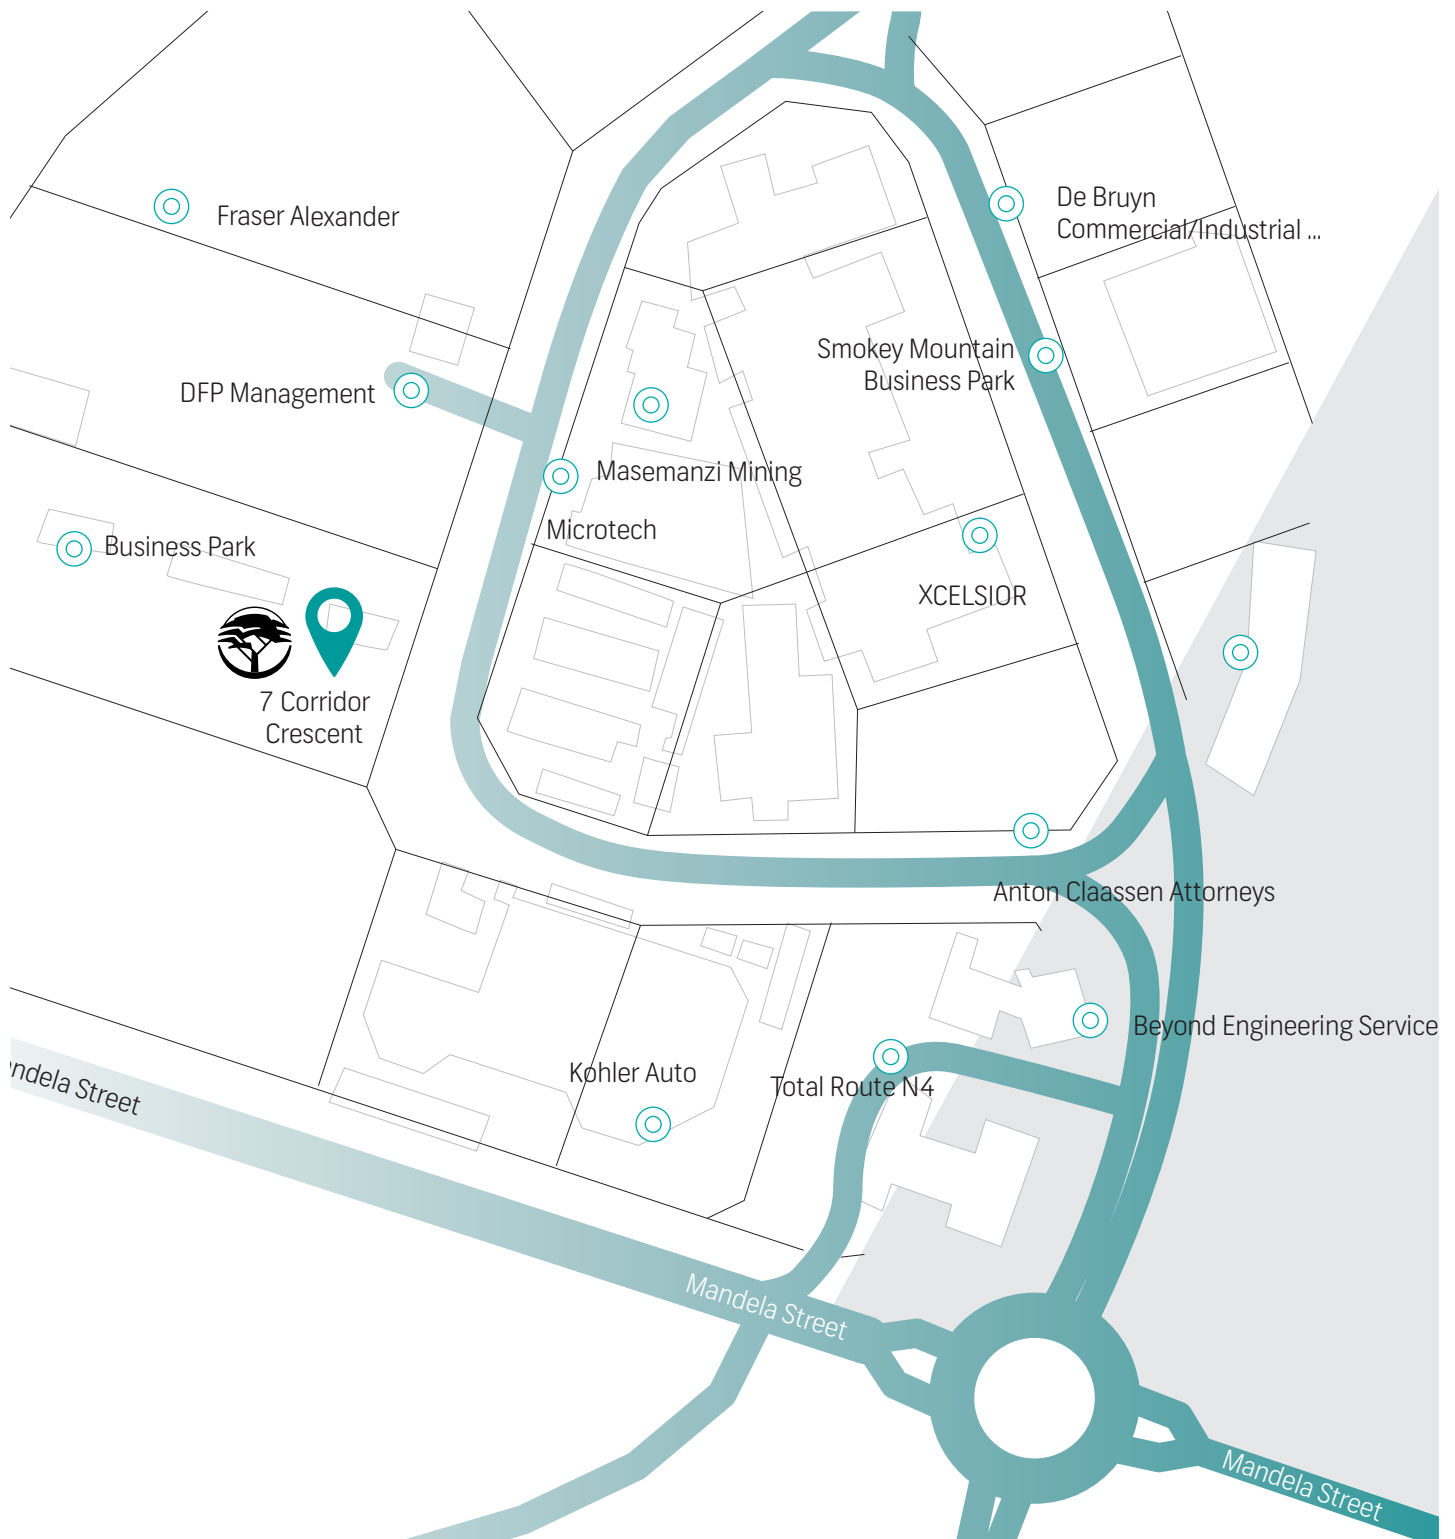 De Bruyn
Commercial/Industrial ...
Fraser Alexander
Smokey Mountain
Business Park
DFP Management
Masemanzi Mining
Microtech
Business Park
XCELSIOR
7 Corridor
Crescent
Anton Claassen Attorneys
Beyond Engineering Service
Kohler Auto
Total Route N4
andela Street
Mandela Street
Mandela Street